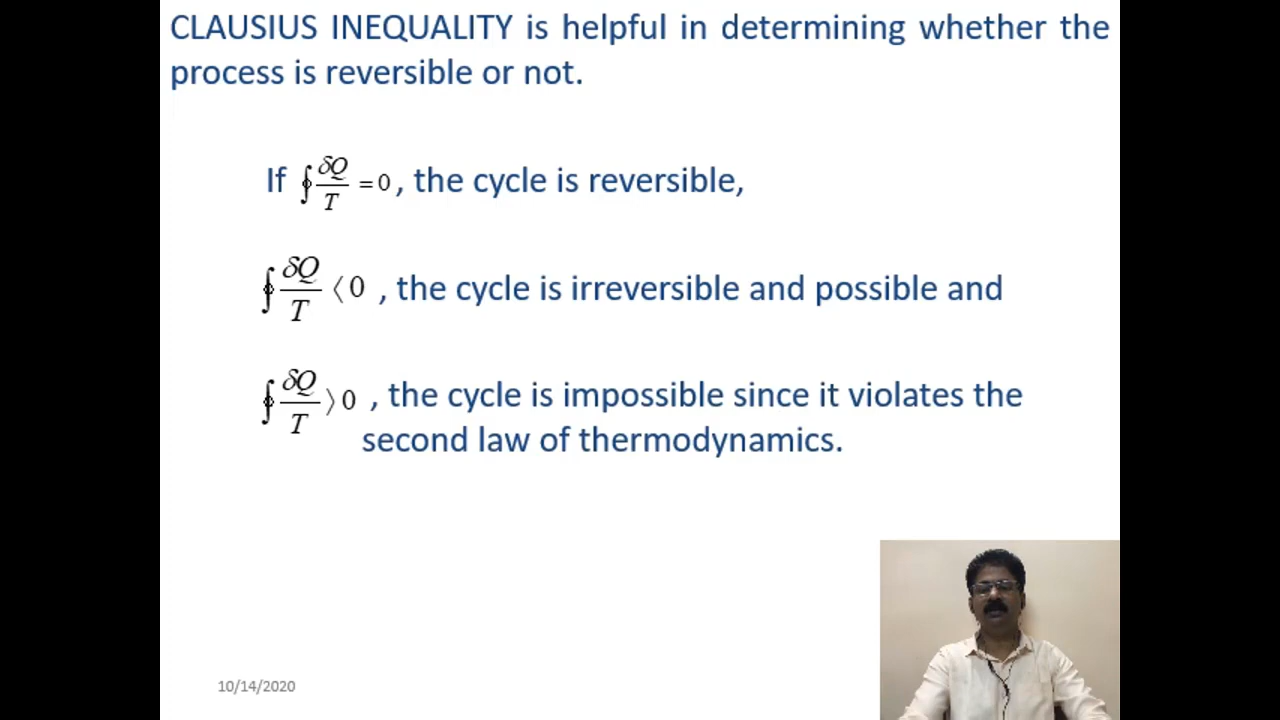 CLAUSIUS INEQUALITY is helpful in determining whether the
process is reversible or not.
If ∮ δQ/T = 0 , the cycle is reversible,
∮ δQ/T ⟨ 0 , the cycle is irreversible and possible and
∮ δQ/T ⟩ 0 , the cycle is impossible since it violates the
second law of thermodynamics.
10/14/2020